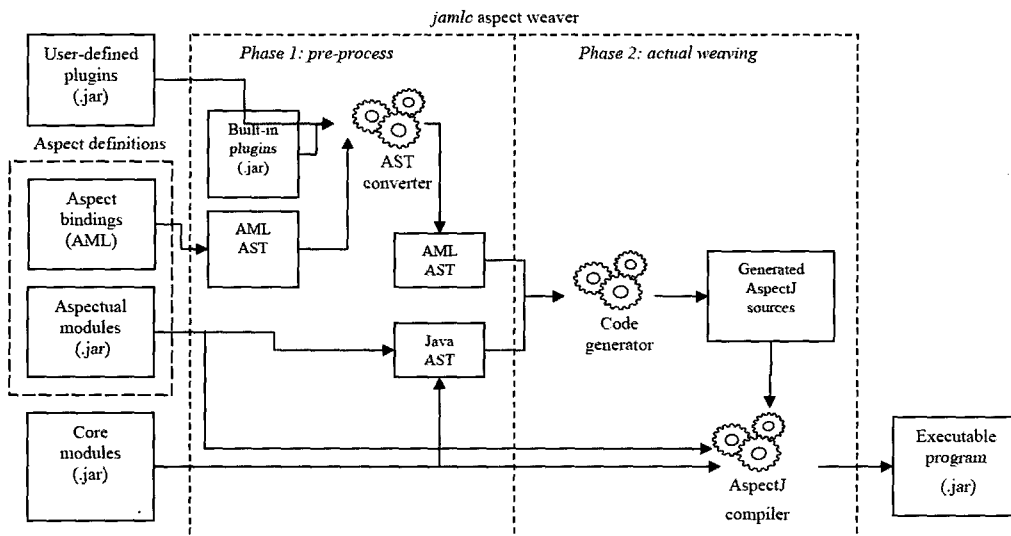 jamlc aspect weaver
Phase 1: pre-process
Phase 2: actual weaving
User-defined
plugins
(.jar)
Aspect definitions
Built-in
plugins
(.jar)
AST
converter
Aspect
bindings
(AML)
AML
AST
AML
AST
Generated
AspectJ
sources
Code
generator
Aspectual
modules
(.jar)
Java
AST
Core
modules
(.jar)
AspectJ
compiler
Executable
program
(.jar)